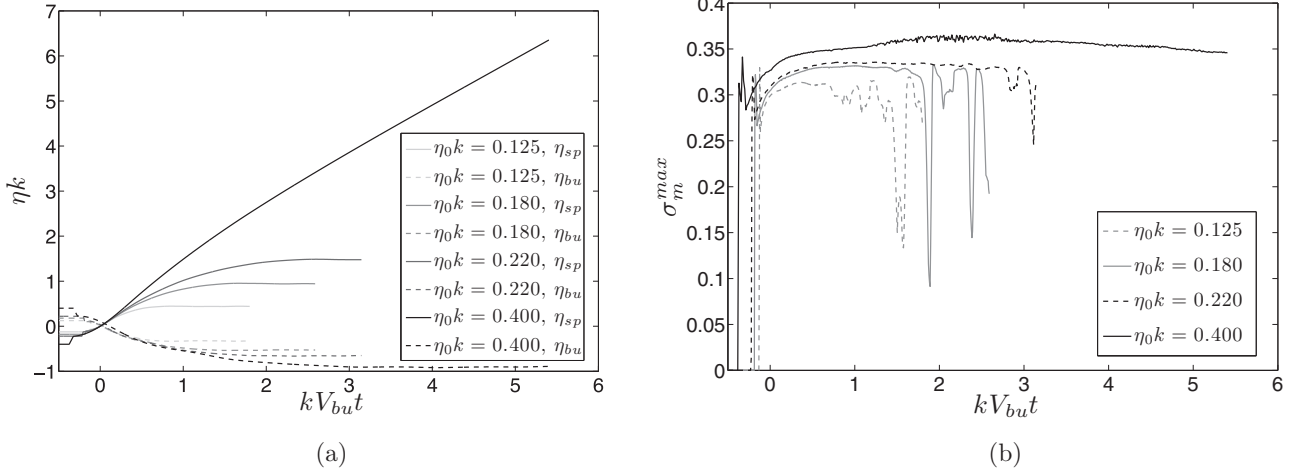 7
6
5
4
3
2
1
0
−1
ηk
0 1 2 3 4 5 6
kV_{bu}t
η₀k = 0.125, η_{sp}
η₀k = 0.125, η_{bu}
η₀k = 0.180, η_{sp}
η₀k = 0.180, η_{bu}
η₀k = 0.220, η_{sp}
η₀k = 0.220, η_{bu}
η₀k = 0.400, η_{sp}
η₀k = 0.400, η_{bu}
(a)
0.4
0.35
0.3
0.25
0.2
0.15
0.1
0.05
0
σ_m^{max}
0 1 2 3 4 5 6
kV_{bu}t
η₀k = 0.125
η₀k = 0.180
η₀k = 0.220
η₀k = 0.400
(b)